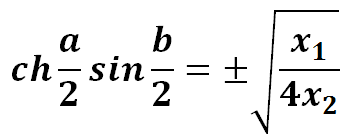 ch a/2 sin b/2 = ± √(x₁/4x₂)